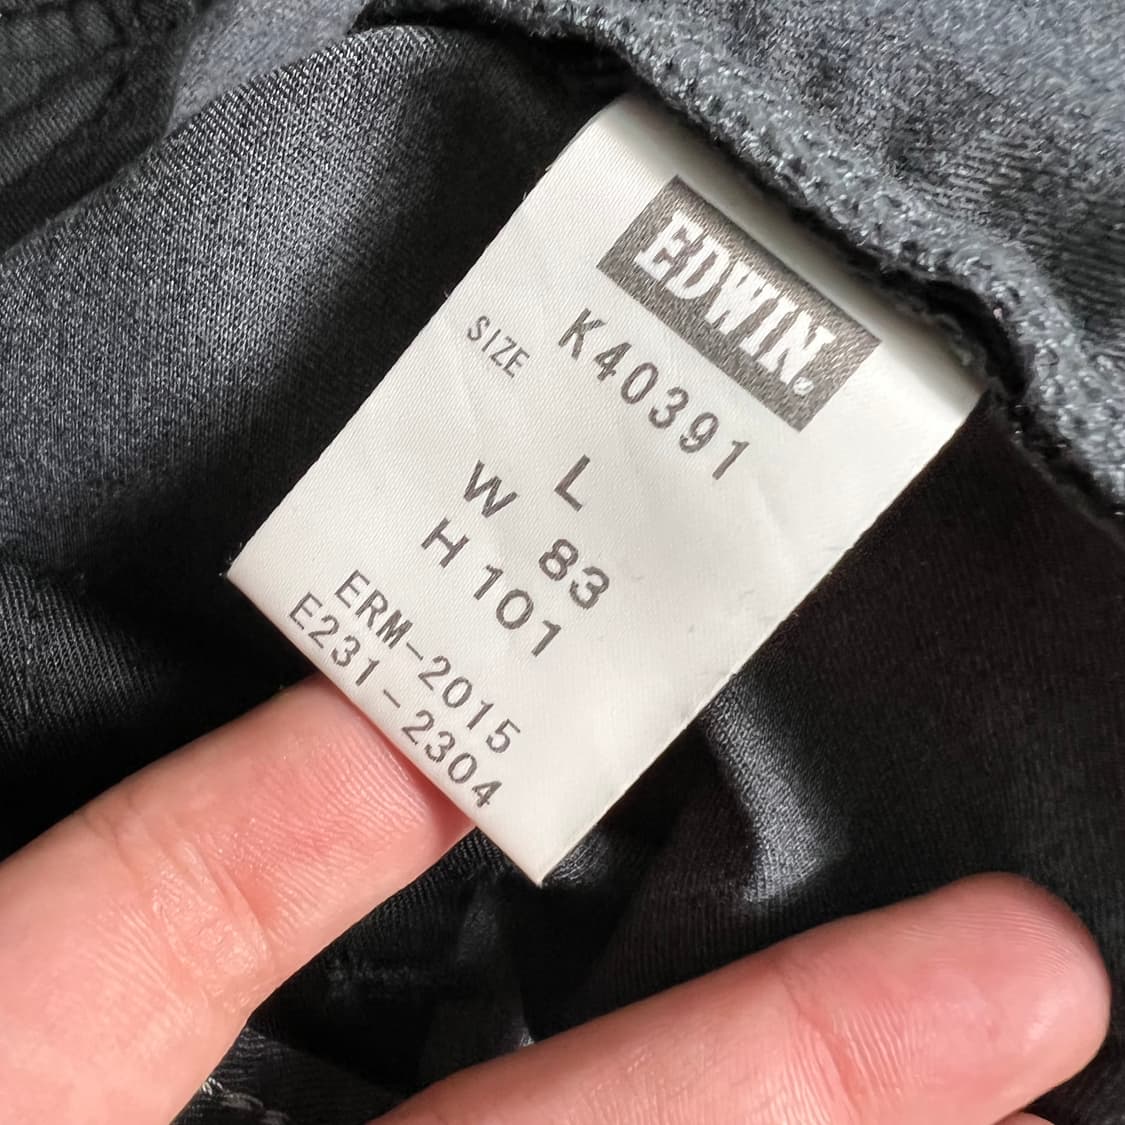 EDWIN.
K40391
SIZE
L
W 83
H 101
ERM-2015
E231-2304